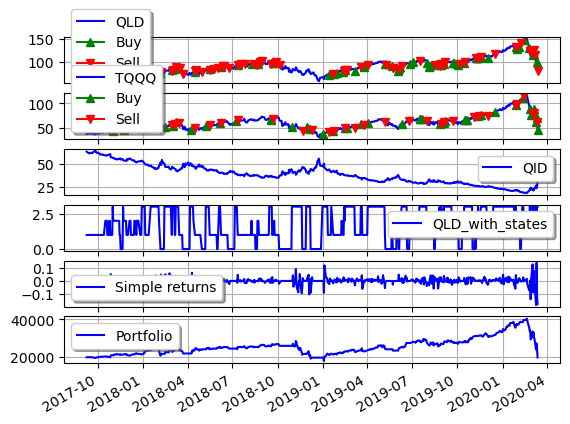 QLD
Buy
Sell
150
100
TQQQ
Buy
Sell
100
50
QID
50
25
QLD_with_states
2.5
0.0
Simple returns
0.1
0.0
−0.1
Portfolio
40000
20000
2017-10
2018-01
2018-04
2018-07
2018-10
2019-01
2019-04
2019-07
2019-10
2020-01
2020-04